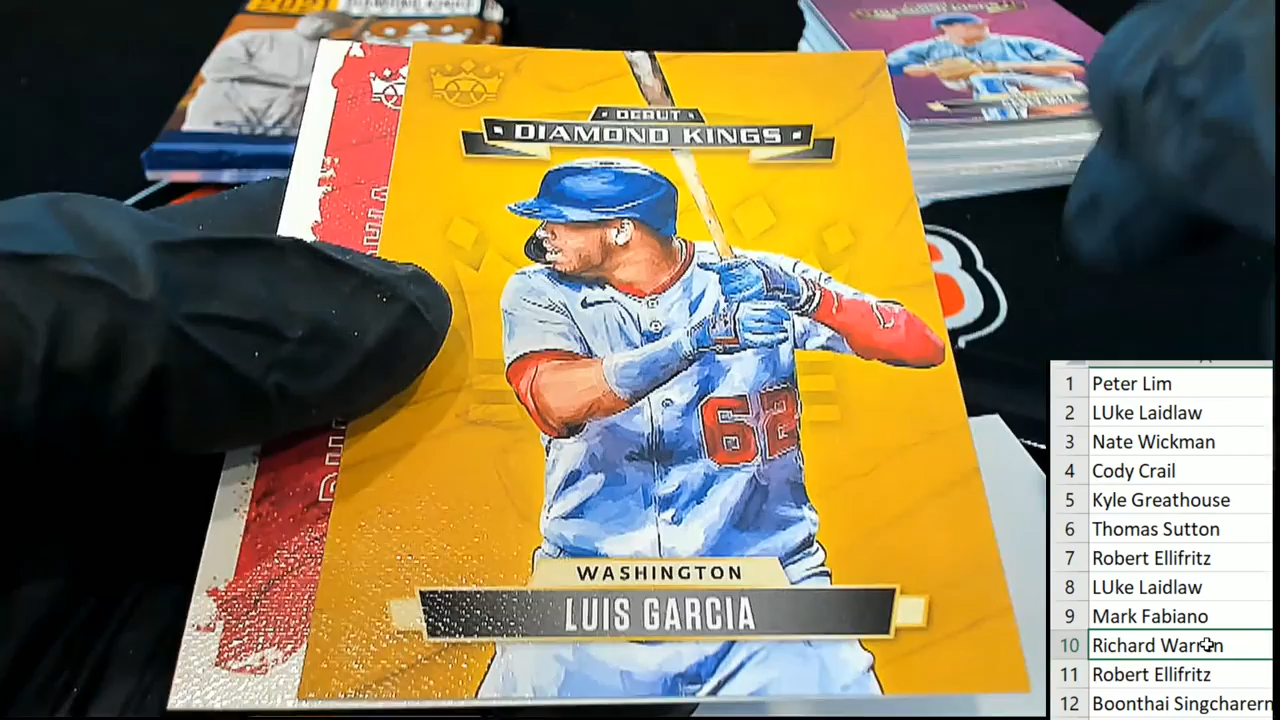 DEBUT
DIAMOND KINGS
62
WASHINGTON
LUIS GARCIA
1 Peter Lim
2 LUke Laidlaw
3 Nate Wickman
4 Cody Crail
5 Kyle Greathouse
6 Thomas Sutton
7 Robert Ellifritz
8 LUke Laidlaw
9 Mark Fabiano
10 Richard Warren
11 Robert Ellifritz
12 Boonthai Singcharern